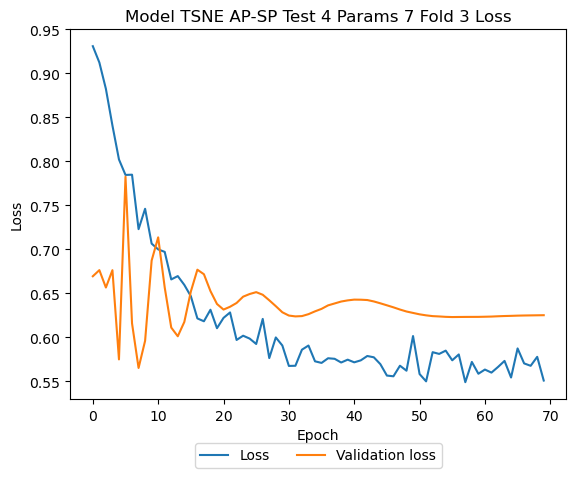 Model TSNE AP-SP Test 4 Params 7 Fold 3 Loss
0.95
0.90
0.85
0.80
0.75
0.70
0.65
0.60
0.55
Loss
0 10 20 30 40 50 60 70
Epoch
Loss Validation loss